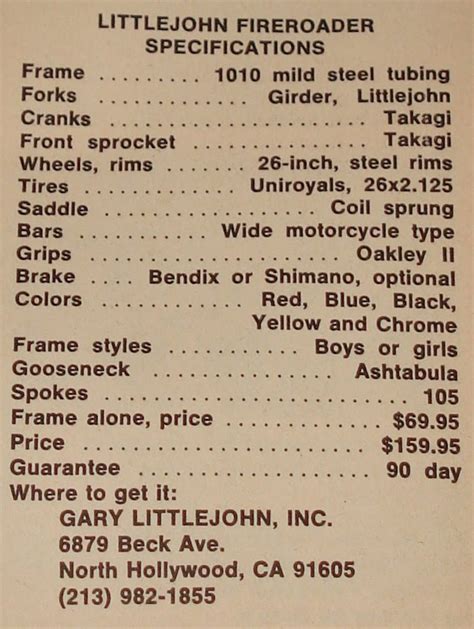 LITTLEJOHN FIREROADER
SPECIFICATIONS
Frame ........ 1010 mild steel tubing
Forks ............. Girder, Littlejohn
Cranks ......................... Takagi
Front sprocket ................ Takagi
Wheels, rims ...... 26-inch, steel rims
Tires ............. Uniroyals, 26x2.125
Saddle .................. Coil sprung
Bars ........... Wide motorcycle type
Grips ........................ Oakley II
Brake .... Bendix or Shimano, optional
Colors .............. Red, Blue, Black,
Yellow and Chrome
Frame styles ........... Boys or girls
Gooseneck ................ Ashtabula
Spokes ........................... 105
Frame alone, price ............ $69.95
Price ....................... $159.95
Guarantee .................... 90 day
Where to get it:
GARY LITTLEJOHN, INC.
6879 Beck Ave.
North Hollywood, CA 91605
(213) 982-1855